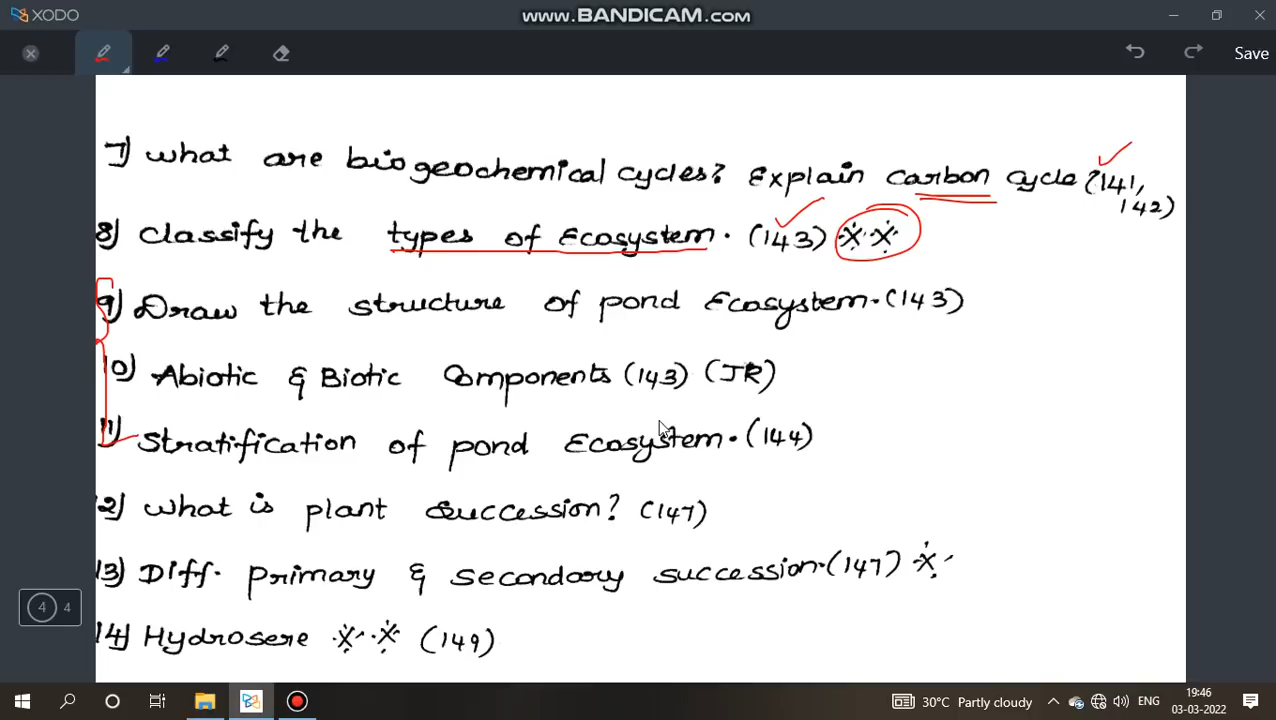 XODO
www.BANDICAM.com
Save
7) what are biogeochemical cycles? Explain carbon cycle (141,
142)
8) Classify the types of Ecosystem. (143)
9) Draw the structure of pond Ecosystem. (143)
10) Abiotic & Biotic Components (143) (JR)
11) Stratification of pond Ecosystem. (144)
12) what is plant succession? (147)
13) Diff. primary & secondary succession. (147)
14) Hydrosere (149)
4 4
30°C Partly cloudy
ENG
19:46
03-03-2022